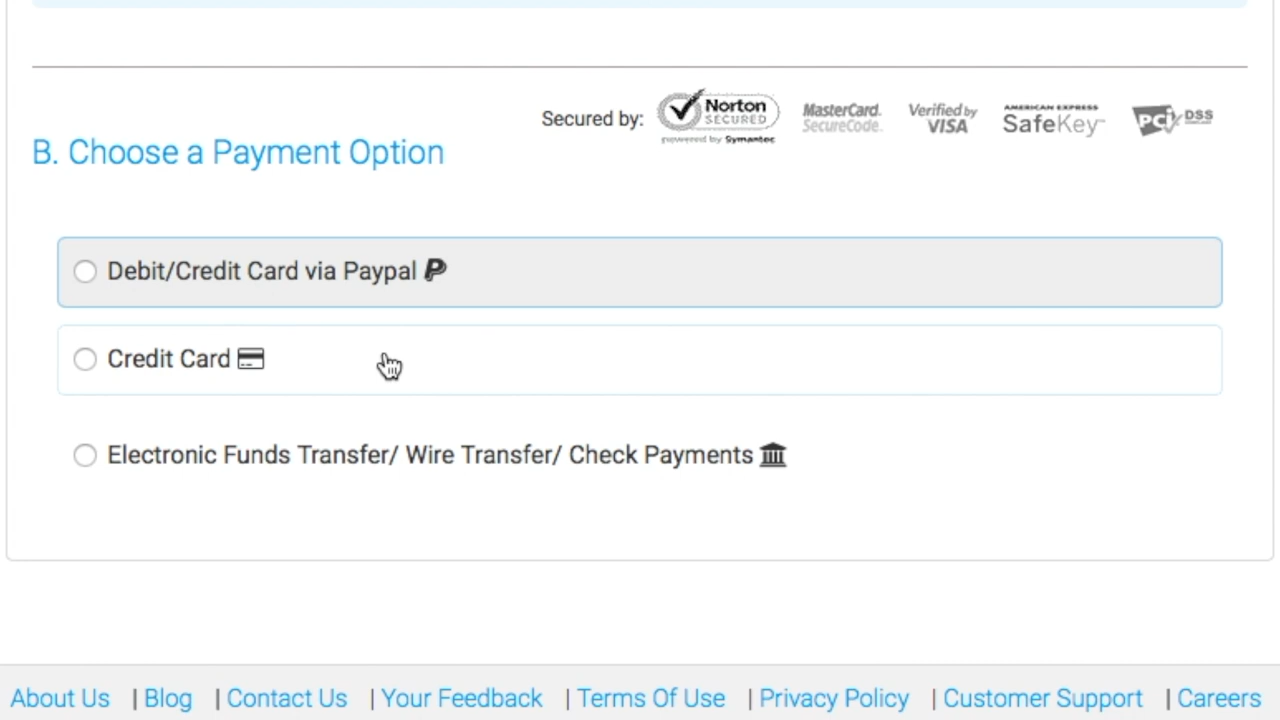 Secured by: Norton SECURED powered by Symantec MasterCard. SecureCode. Verified by VISA AMERICAN EXPRESS SafeKey PCI DSS
B. Choose a Payment Option
Debit/Credit Card via Paypal
Credit Card
Electronic Funds Transfer/ Wire Transfer/ Check Payments
About Us | Blog | Contact Us | Your Feedback | Terms Of Use | Privacy Policy | Customer Support | Careers